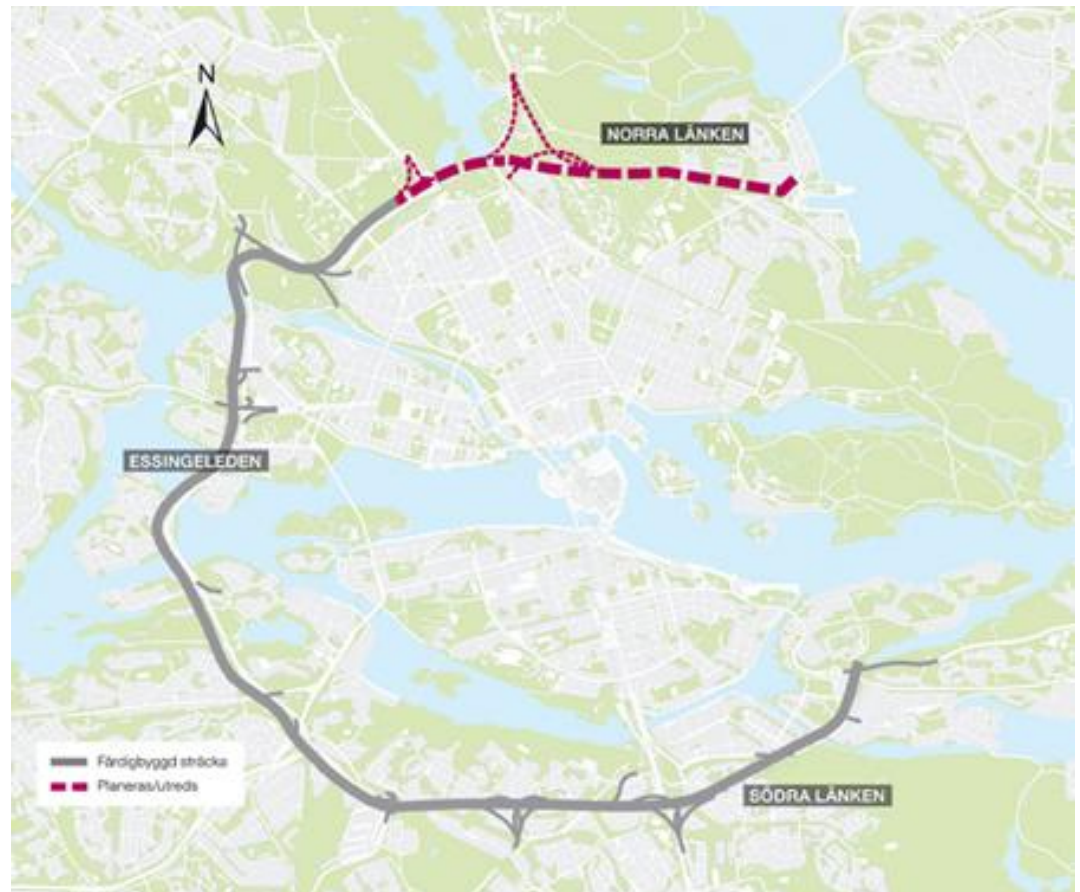 N
NORRA LÄNKEN
ESSINGELEDEN
Färdigbyggd sträcka
Planeras/utreds
SÖDRA LÄNKEN